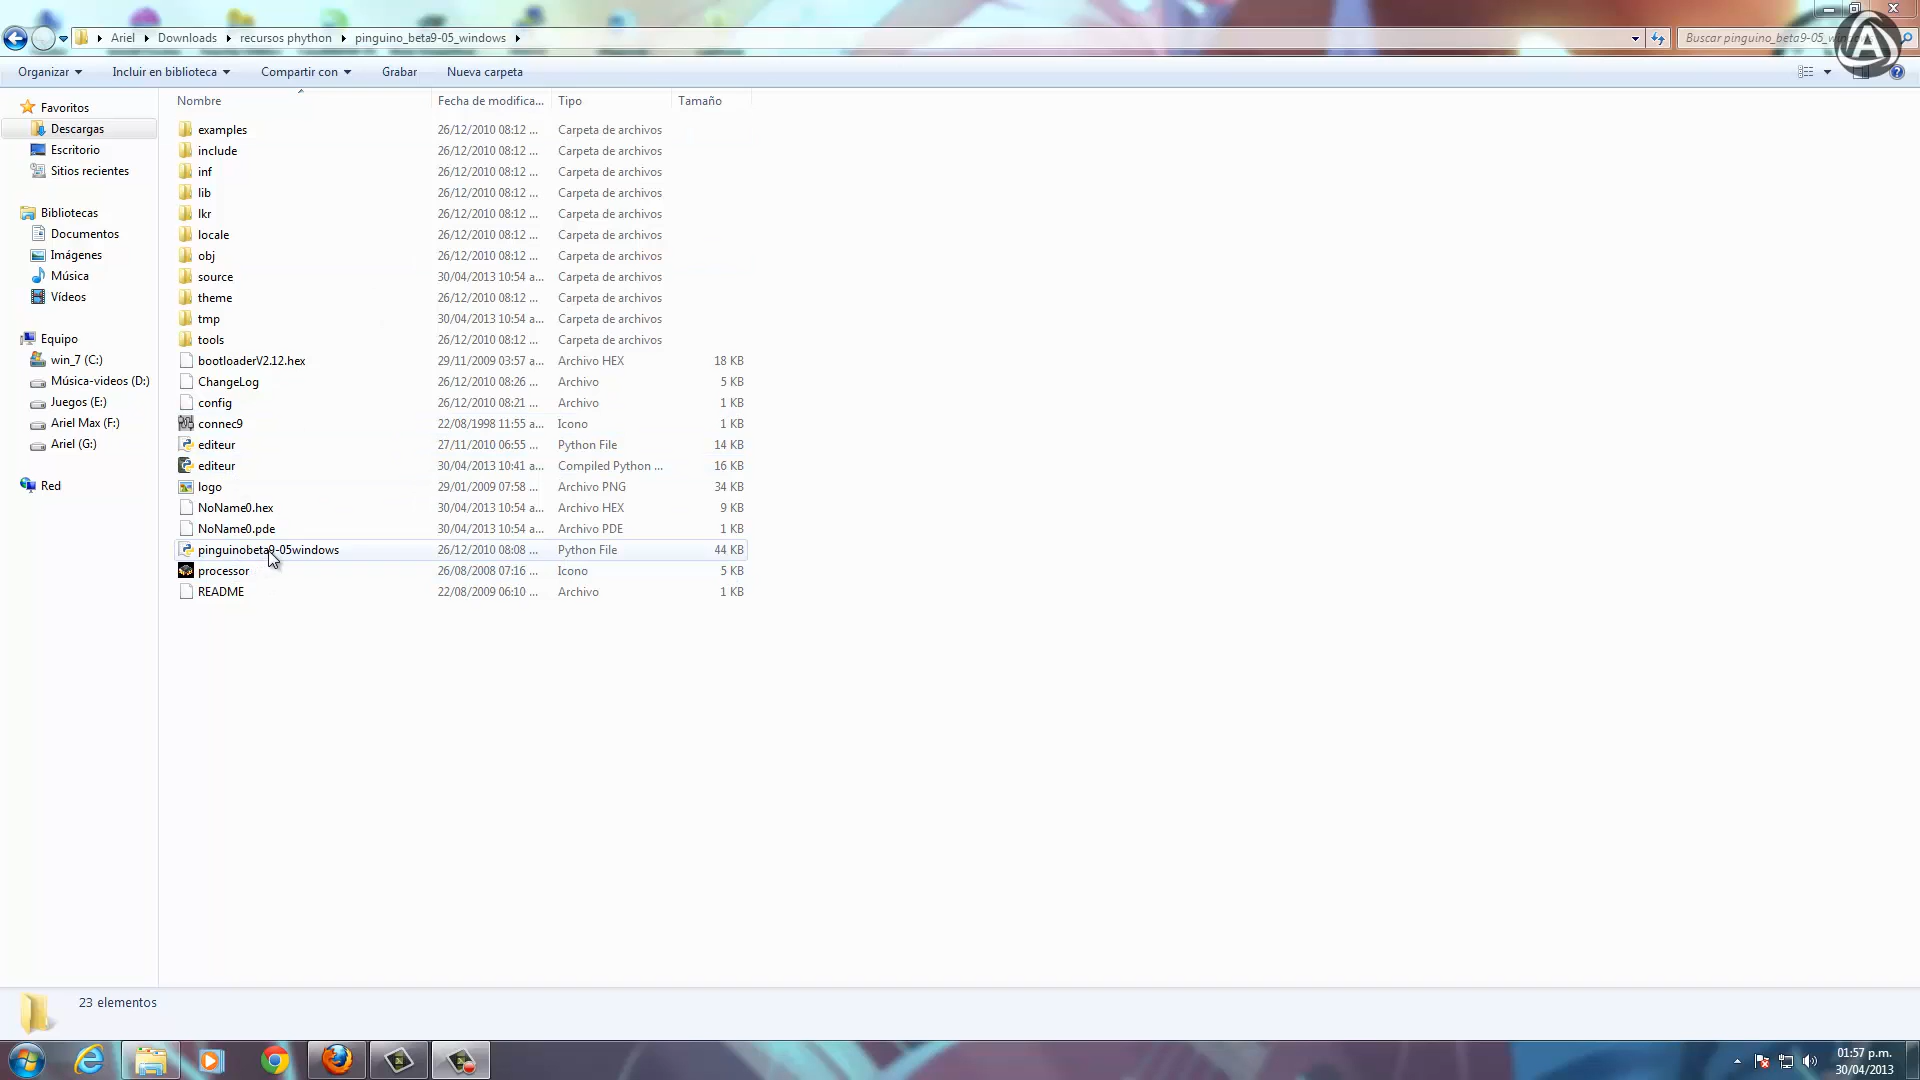 Ariel Downloads recursos phython pinguino_beta9-05_windows
Buscar pinguino_beta9-05_wind
Organizar Incluir en biblioteca Compartir con Grabar Nueva carpeta
Nombre Fecha de modifica... Tipo Tamaño
Favoritos
Descargas
Escritorio
Sitios recientes
Bibliotecas
Documentos
Imágenes
Música
Vídeos
Equipo
win_7 (C:)
Música-videos (D:)
Juegos (E:)
Ariel Max (F:)
Ariel (G:)
Red
examples 26/12/2010 08:12 ... Carpeta de archivos
include 26/12/2010 08:12 ... Carpeta de archivos
inf 26/12/2010 08:12 ... Carpeta de archivos
lib 26/12/2010 08:12 ... Carpeta de archivos
lkr 26/12/2010 08:12 ... Carpeta de archivos
locale 26/12/2010 08:12 ... Carpeta de archivos
obj 26/12/2010 08:12 ... Carpeta de archivos
source 30/04/2013 10:54 a... Carpeta de archivos
theme 26/12/2010 08:12 ... Carpeta de archivos
tmp 30/04/2013 10:54 a... Carpeta de archivos
tools 26/12/2010 08:12 ... Carpeta de archivos
bootloaderV2.12.hex 29/11/2009 03:57 a... Archivo HEX 18 KB
ChangeLog 26/12/2010 08:26 ... Archivo 5 KB
config 26/12/2010 08:21 ... Archivo 1 KB
connec9 22/08/1998 11:55 a... Icono 1 KB
editeur 27/11/2010 06:55 ... Python File 14 KB
editeur 30/04/2013 10:41 a... Compiled Python ... 16 KB
logo 29/01/2009 07:58 ... Archivo PNG 34 KB
NoName0.hex 30/04/2013 10:54 a... Archivo HEX 9 KB
NoName0.pde 30/04/2013 10:54 a... Archivo PDE 1 KB
pinguinobeta9-05windows 26/12/2010 08:08 ... Python File 44 KB
processor 26/08/2008 07:16 ... Icono 5 KB
README 22/08/2009 06:10 ... Archivo 1 KB
23 elementos
01:57 p.m.
30/04/2013